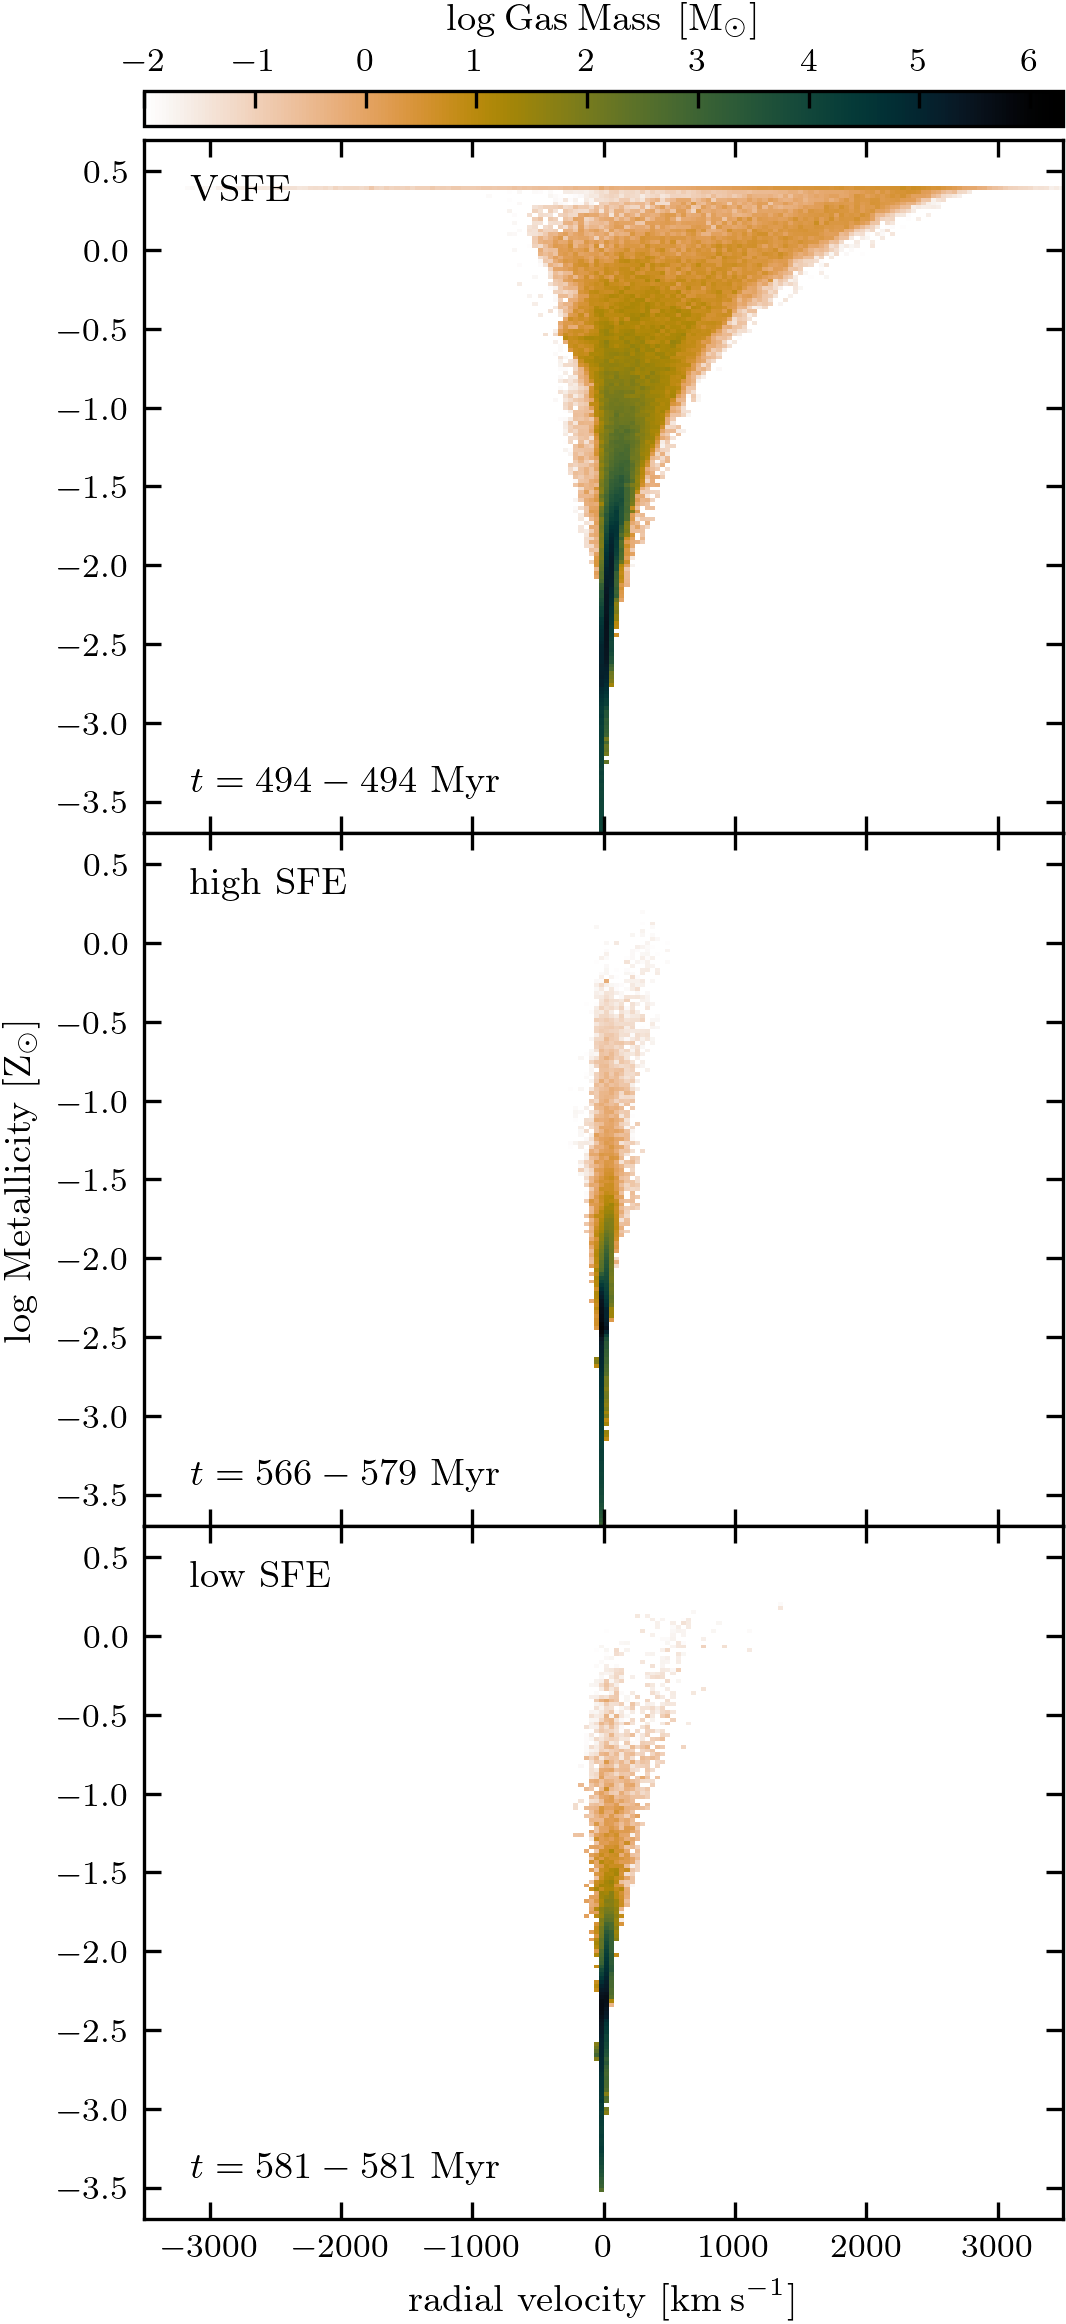 log Gas Mass [M⊙]
−2 −1 0 1 2 3 4 5 6
VSFE
0.5
0.0
−0.5
−1.0
−1.5
−2.0
−2.5
−3.0
−3.5
t = 494 − 494 Myr
high SFE
0.5
0.0
−0.5
−1.0
−1.5
−2.0
−2.5
−3.0
−3.5
t = 566 − 579 Myr
log Metallicity [Z⊙]
low SFE
0.5
0.0
−0.5
−1.0
−1.5
−2.0
−2.5
−3.0
−3.5
t = 581 − 581 Myr
−3000 −2000 −1000 0 1000 2000 3000
radial velocity [km s⁻¹]